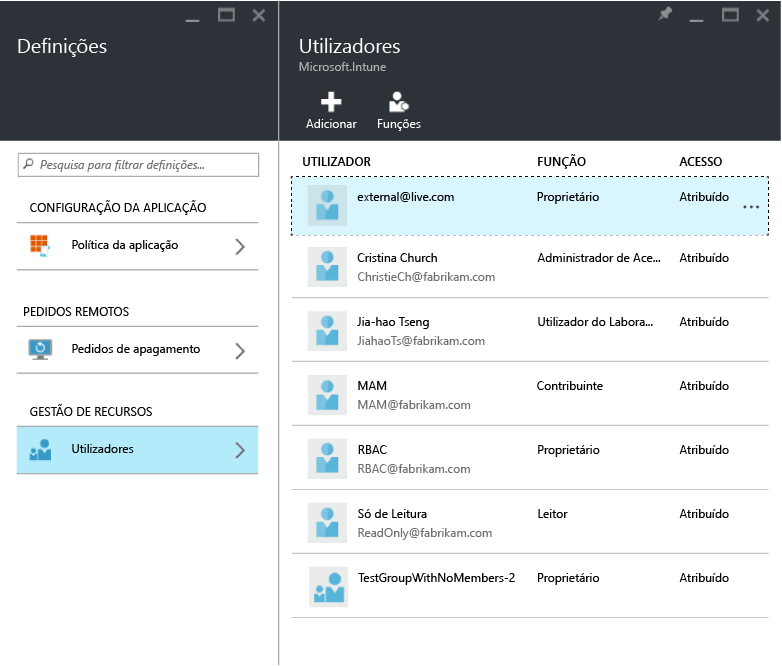 Definições
Pesquisa para filtrar definições...
CONFIGURAÇÃO DA APLICAÇÃO
Política da aplicação
PEDIDOS REMOTOS
Pedidos de apagamento
GESTÃO DE RECURSOS
Utilizadores
Utilizadores
Microsoft.Intune
Adicionar Funções
UTILIZADOR FUNÇÃO ACESSO
external@live.com Proprietário Atribuído ...
Cristina Church Administrador de Ace... Atribuído
ChristieCh@fabrikam.com
Jia-hao Tseng Utilizador do Labora... Atribuído
JiahaoTs@fabrikam.com
MAM Contribuinte Atribuído
MAM@fabrikam.com
RBAC Proprietário Atribuído
RBAC@fabrikam.com
Só de Leitura Leitor Atribuído
ReadOnly@fabrikam.com
TestGroupWithNoMembers-2 Proprietário Atribuído